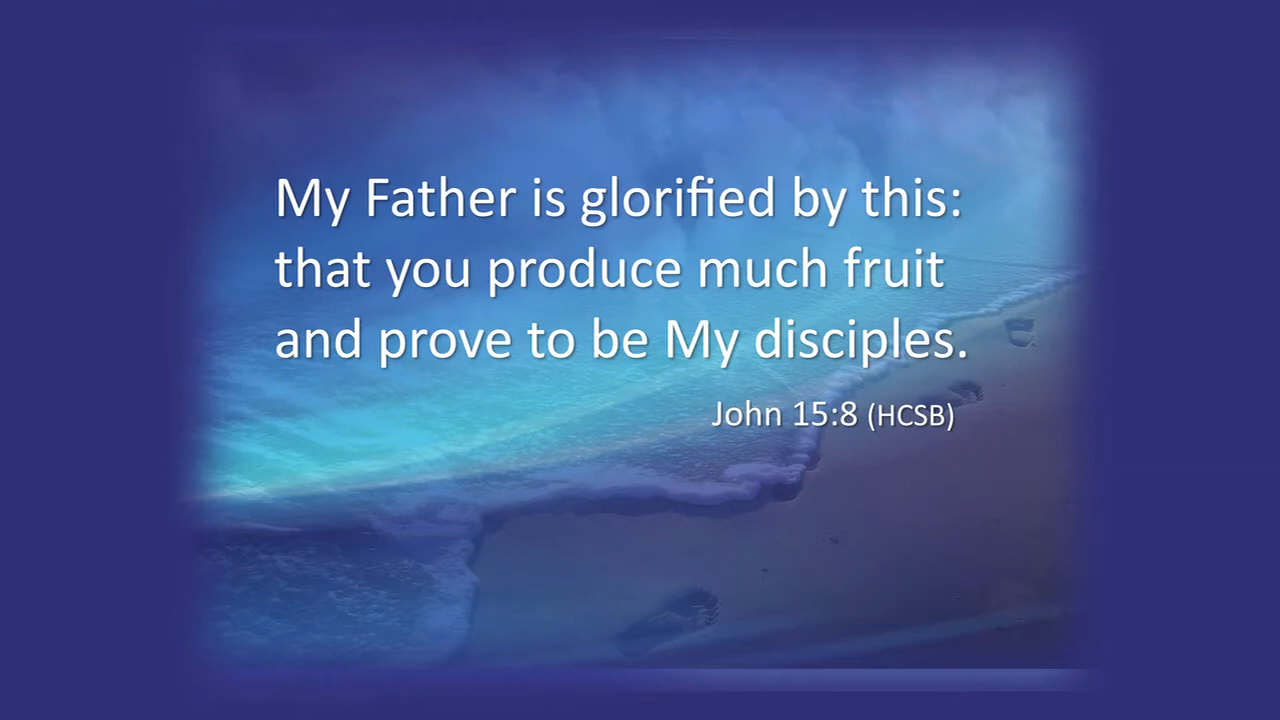 My Father is glorified by this:
that you produce much fruit
and prove to be My disciples.
John 15:8 (HCSB)